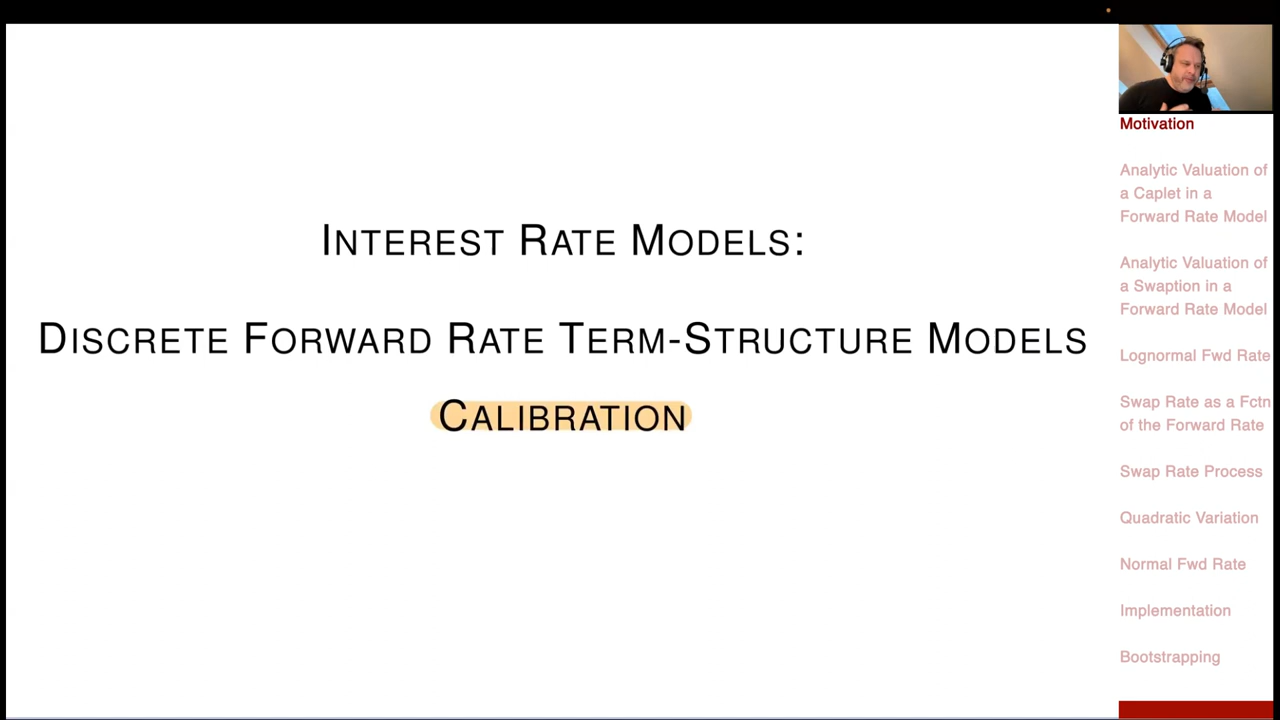 INTEREST RATE MODELS:
DISCRETE FORWARD RATE TERM-STRUCTURE MODELS
CALIBRATION
Motivation
Analytic Valuation of
a Caplet in a
Forward Rate Model
Analytic Valuation of
a Swaption in a
Forward Rate Model
Lognormal Fwd Rate
Swap Rate as a Fctn
of the Forward Rate
Swap Rate Process
Quadratic Variation
Normal Fwd Rate
Implementation
Bootstrapping